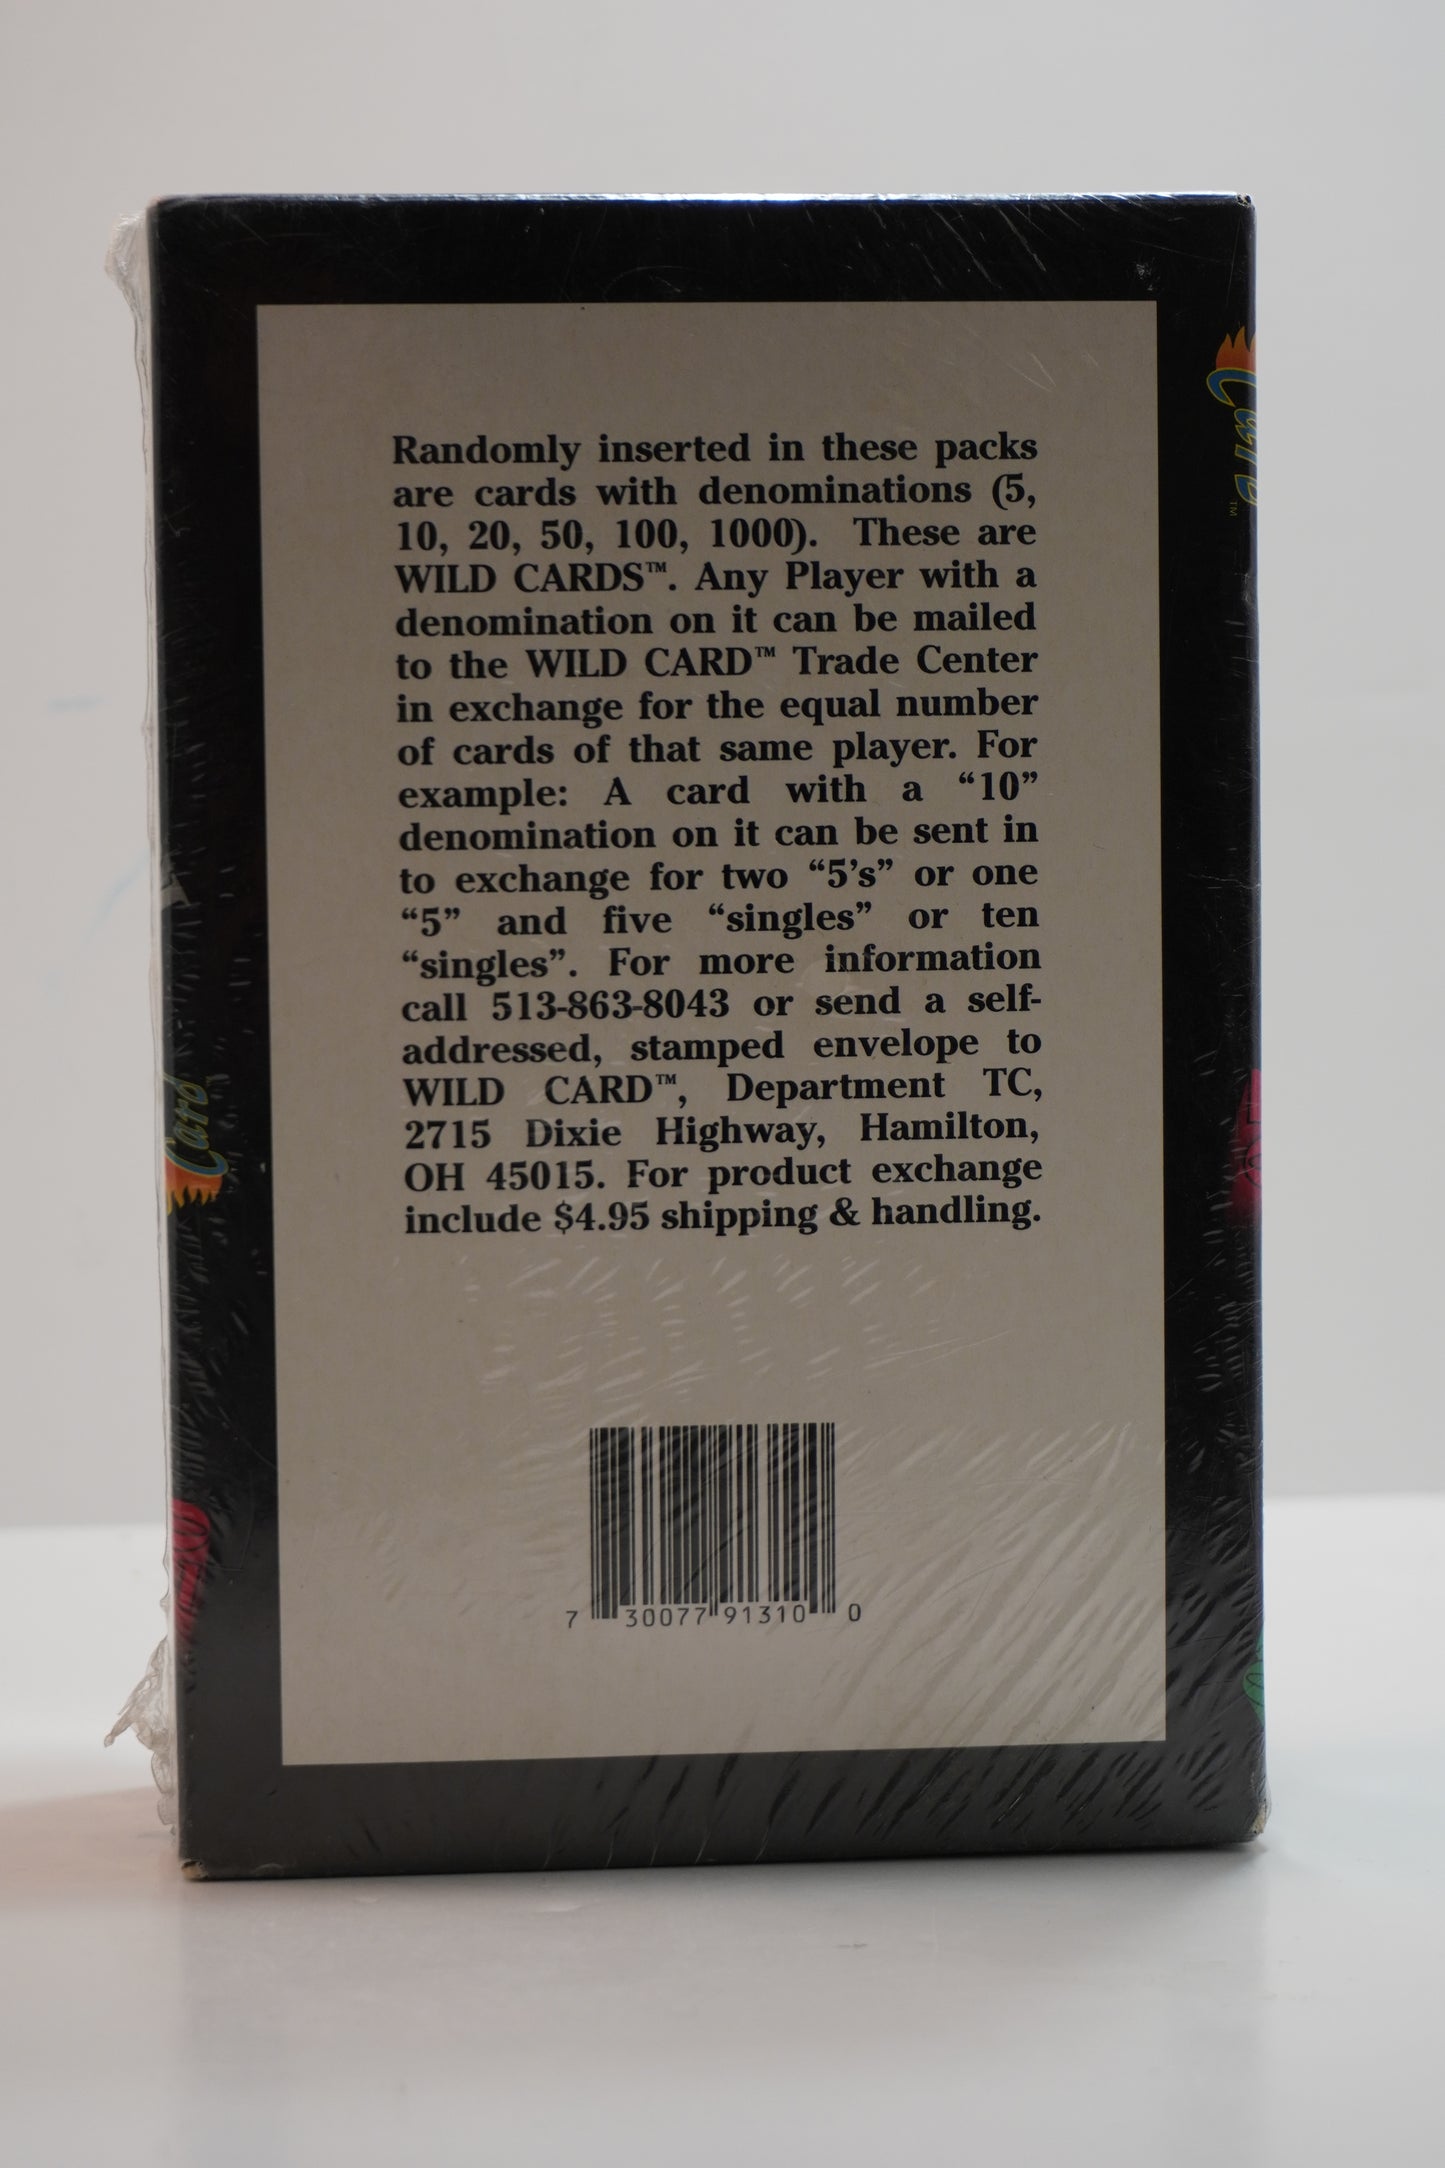 Randomly inserted in these packs
are cards with denominations (5,
10, 20, 50, 100, 1000). These are
WILD CARDS™. Any Player with a
denomination on it can be mailed
to the WILD CARD™ Trade Center
in exchange for the equal number
of cards of that same player. For
example: A card with a “10”
denomination on it can be sent in
to exchange for two “5’s” or one
“5” and five “singles” or ten
“singles”. For more information
call 513-863-8043 or send a self-
addressed, stamped envelope to
WILD CARD™, Department TC,
2715 Dixie Highway, Hamilton,
OH 45015. For product exchange
include $4.95 shipping & handling.
7 30077 91310 0
Card
Card
TM